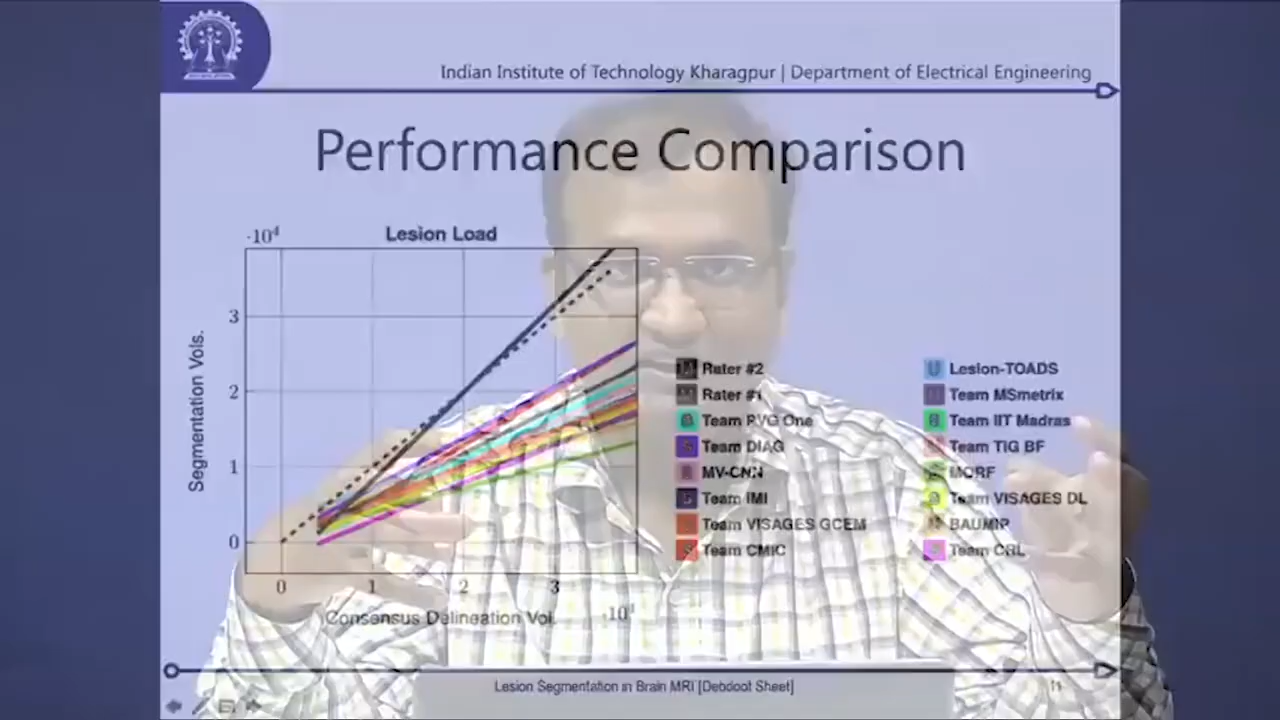 Indian Institute of Technology Kharagpur | Department of Electrical Engineering
Performance Comparison
Lesion Load
·10⁴
Segmentation Vols.
3
2
1
0
0 1 2 3
Consensus Delineation Vol.
·10⁴
Rater #2
Rater #1
Team PVG One
Team DIAG
MV-CNN
Team IMI
Team VISAGES GCEM
Team CMIC
Lesion-TOADS
Team MSmetrix
Team IIT Madras
Team TIG BF
MORF
Team VISAGES DL
BAUMIP
Team CRL
Lesion Segmentation in Brain MRI [Debdoot Sheet]